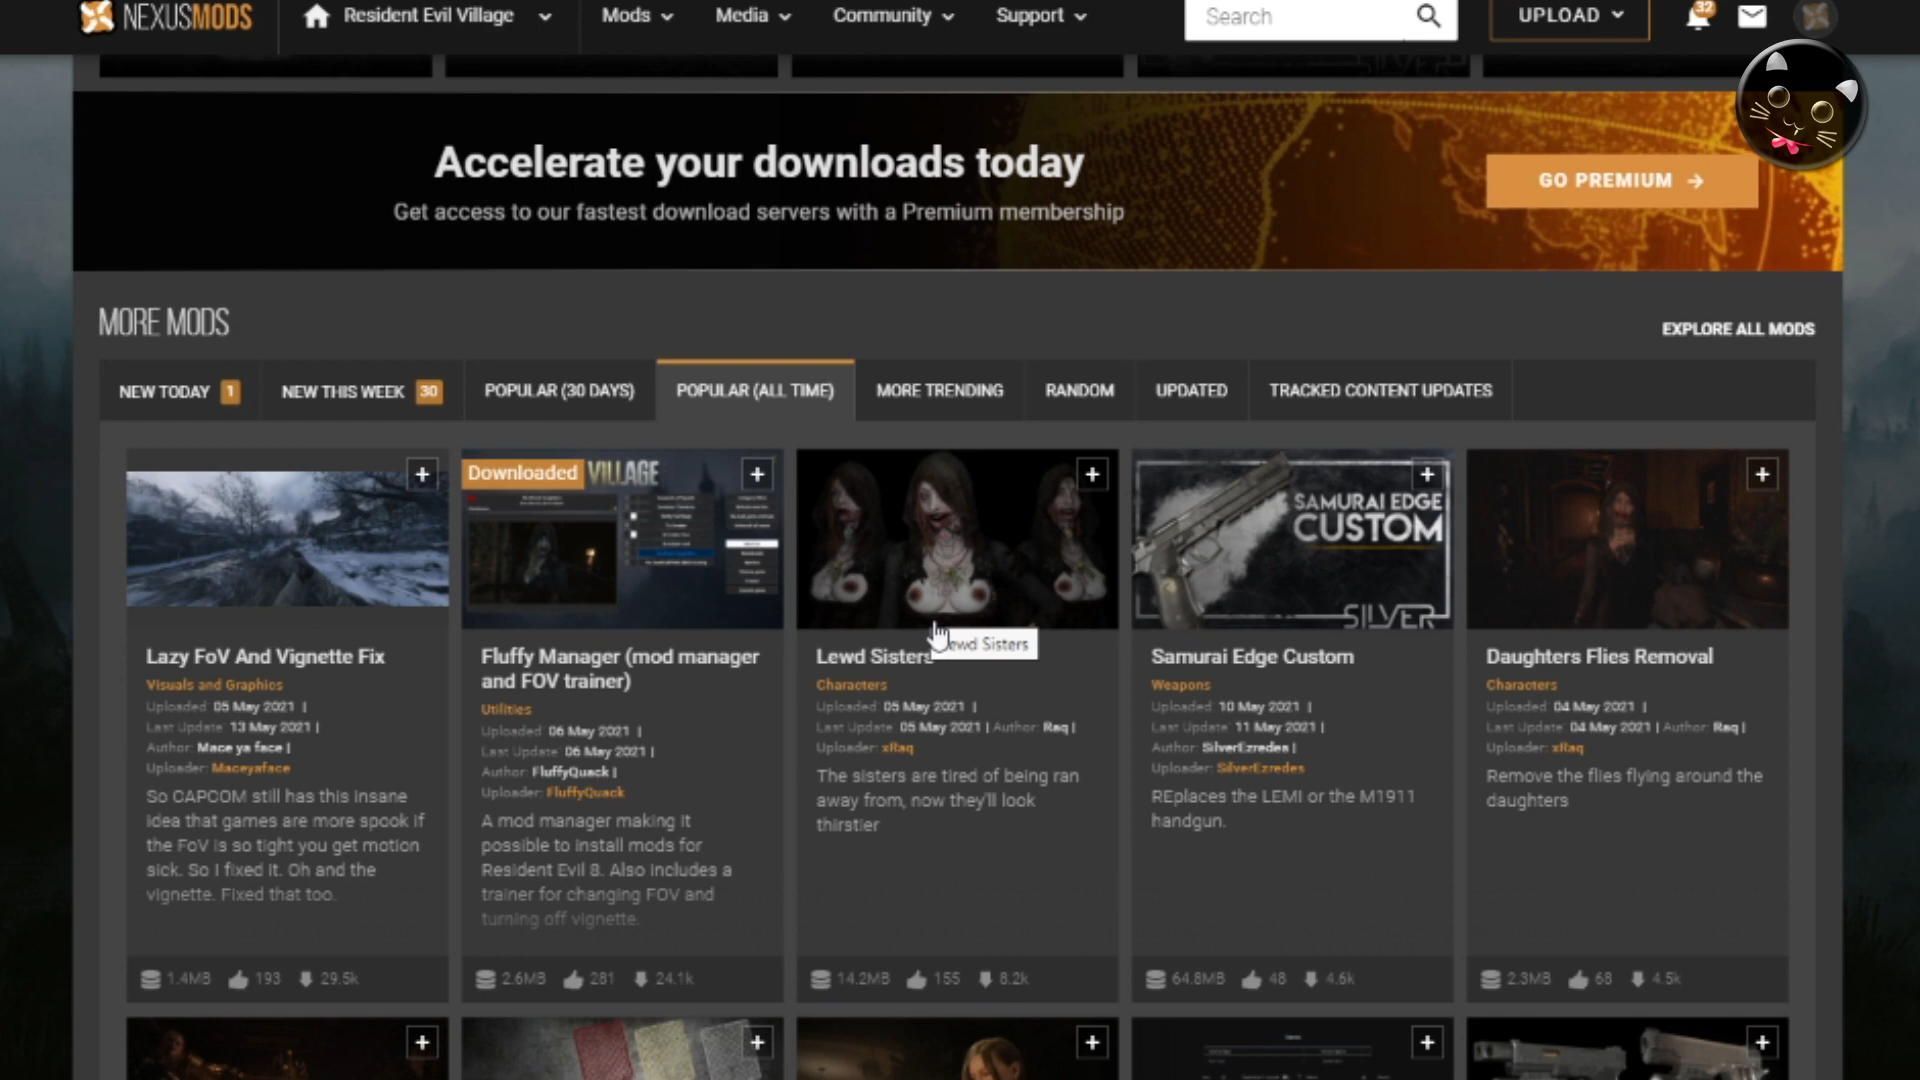 NEXUSMODS
Resident Evil Village
Mods
Media
Community
Support
Search
UPLOAD
32
Accelerate your downloads today
Get access to our fastest download servers with a Premium membership
GO PREMIUM
MORE MODS
EXPLORE ALL MODS
NEW TODAY 1
NEW THIS WEEK 30
POPULAR (30 DAYS)
POPULAR (ALL TIME)
MORE TRENDING
RANDOM
UPDATED
TRACKED CONTENT UPDATES
Lazy FoV And Vignette Fix
Visuals and Graphics
Uploaded: 05 May 2021 |
Last Update: 13 May 2021 |
Author: Mace ya face |
Uploader: Maceyaface
So CAPCOM still has this insane
idea that games are more spook if
the FoV is so tight you get motion
sick. So I fixed it. Oh and the
vignette. Fixed that too.
1.4MB 193 29.5k
Downloaded
VILLAGE
Fluffy Manager (mod manager
and FOV trainer)
Utilities
Uploaded: 06 May 2021 |
Last Update: 06 May 2021 |
Author: FluffyQuack |
Uploader: FluffyQuack
A mod manager making it
possible to install mods for
Resident Evil 8. Also includes a
trainer for changing FOV and
turning off vignette.
2.6MB 281 24.1k
Lewd Sisters
Lewd Sisters
Characters
Uploaded: 05 May 2021 |
Last Update: 05 May 2021 | Author: Raq |
Uploader: xRaq
The sisters are tired of being ran
away from, now they'll look
thirstier
14.2MB 155 8.2k
SAMURAI EDGE
CUSTOM
SILVER
Samurai Edge Custom
Weapons
Uploaded: 10 May 2021 |
Last Update: 11 May 2021 |
Author: SilverEzredes |
Uploader: SilverEzredes
REplaces the LEMI or the M1911
handgun.
64.8MB 48 4.6k
Daughters Flies Removal
Characters
Uploaded: 04 May 2021 |
Last Update: 04 May 2021 | Author: Raq |
Uploader: xRaq
Remove the flies flying around the
daughters
2.3MB 68 4.5k